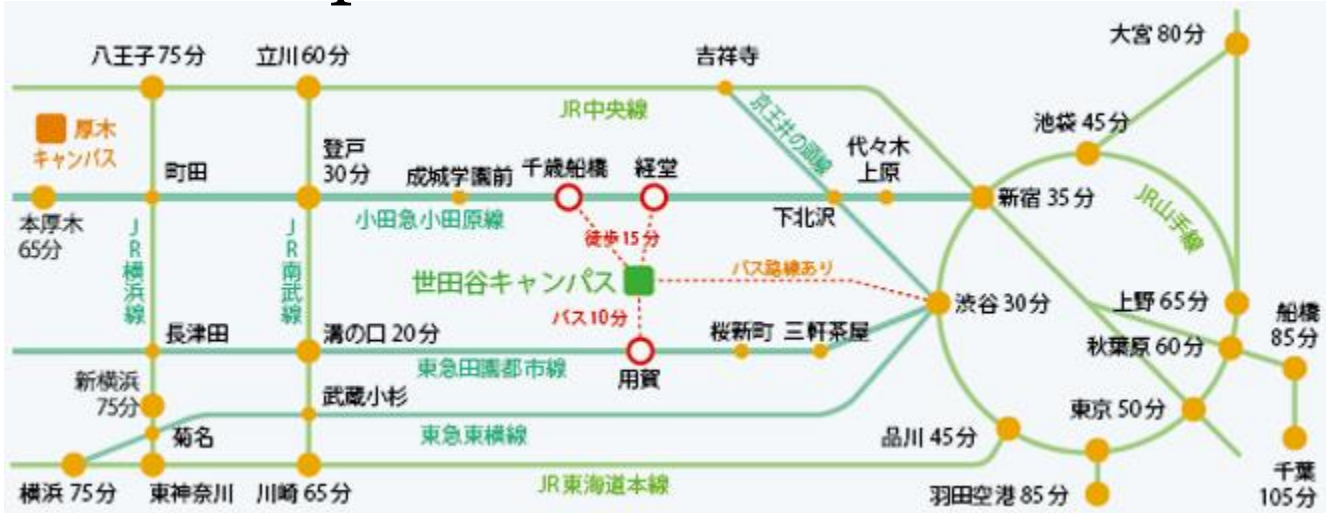 大宮 80分
八王子 75分
立川 60分
吉祥寺
JR中央線
京王井の頭線
池袋 45分
厚木
キャンパス
町田
登戸
30分
成城学園前
千歳船橋
経堂
代々木
上原
新宿 35分
JR山手線
本厚木
65分
小田急小田原線
下北沢
徒歩15分
JR横浜線
JR南武線
世田谷キャンパス
バス路線あり
渋谷 30分
上野 65分
船橋
85分
バス10分
長津田
溝の口 20分
桜新町
三軒茶屋
秋葉原 60分
東急田園都市線
用賀
新横浜
75分
武蔵小杉
東京 50分
菊名
東急東横線
品川 45分
横浜 75分
東神奈川
川崎 65分
JR東海道本線
羽田空港 85分
千葉
105分